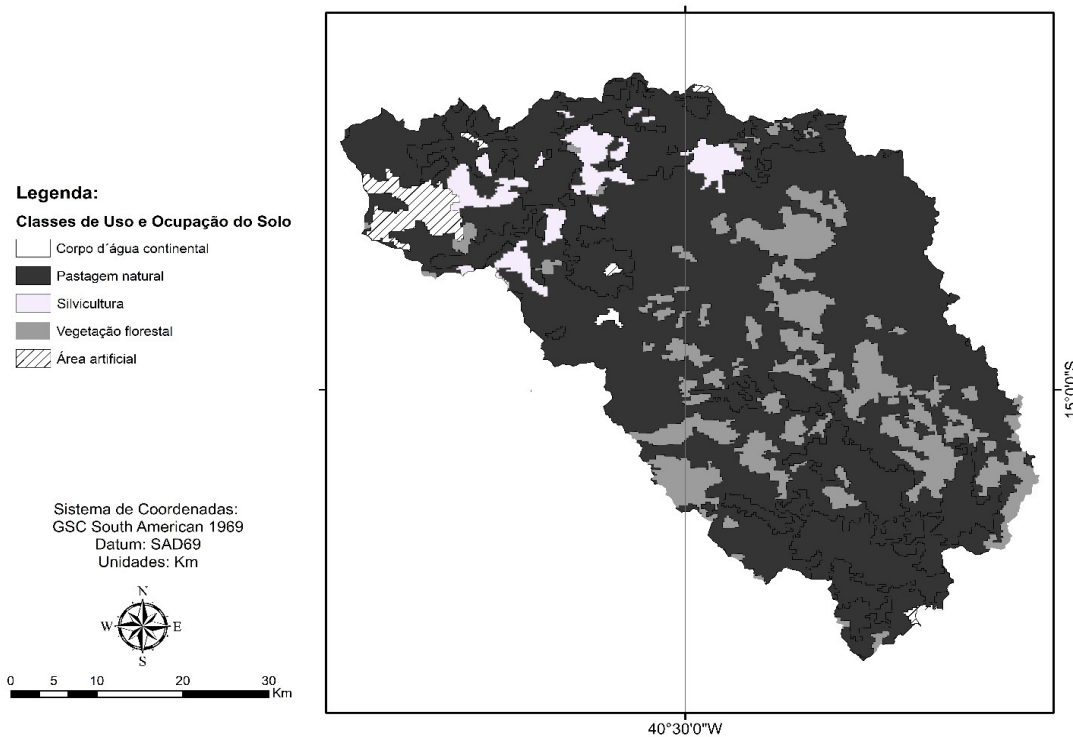 Legenda:
Classes de Uso e Ocupação do Solo
Corpo d´água continental
Pastagem natural
Silvicultura
Vegetação florestal
Área artificial
Sistema de Coordenadas:
GSC South American 1969
Datum: SAD69
Unidades: Km
N
W E
S
0 5 10 20 30
Km
40°30'0"W
15°0'0"S